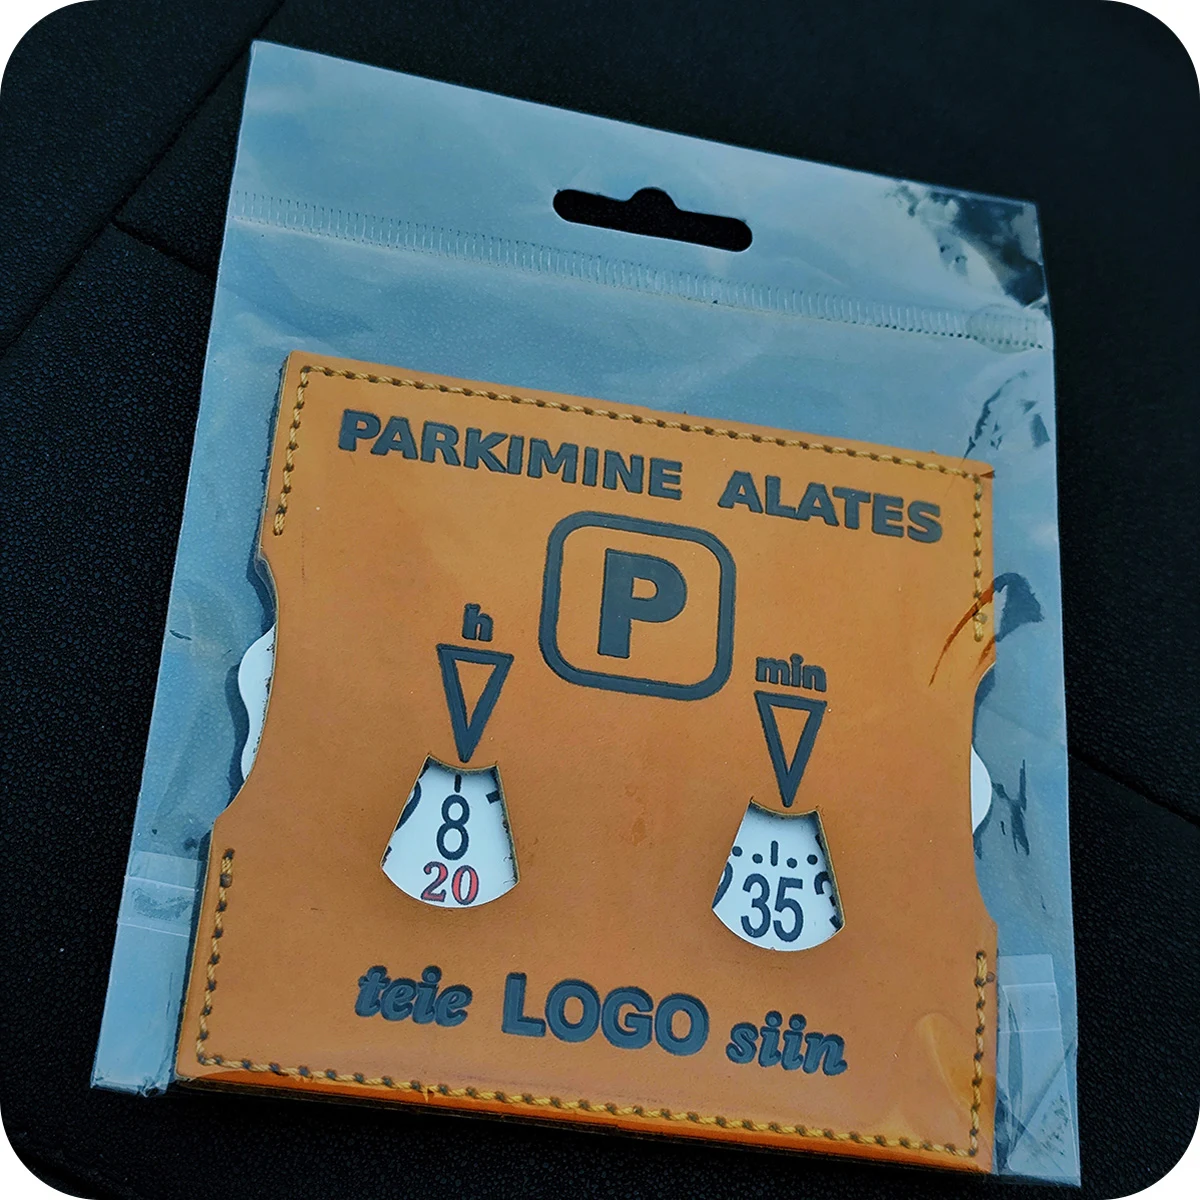 PARKIMINE ALATES
P
h
min
8
20
35
teie LOGO siin